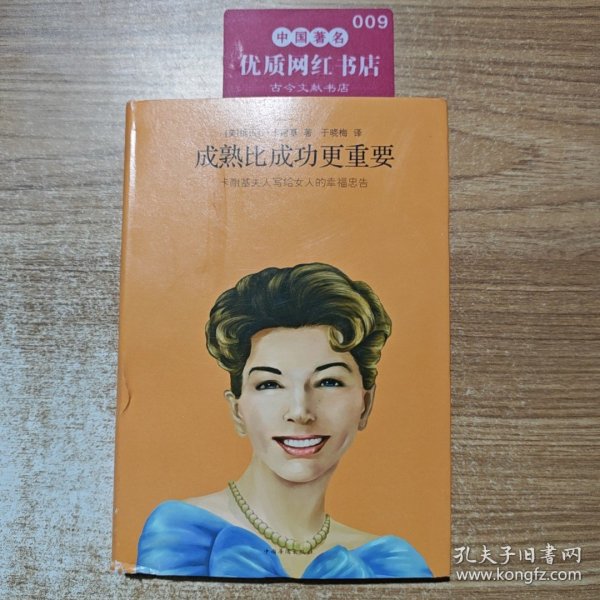 009
中国著名
优质网红书店
古今文献书店
著 于晓梅 译
成熟比成功更重要
卡耐基夫人写给女人的幸福忠告
孔夫子旧书网
www.kongfz.com